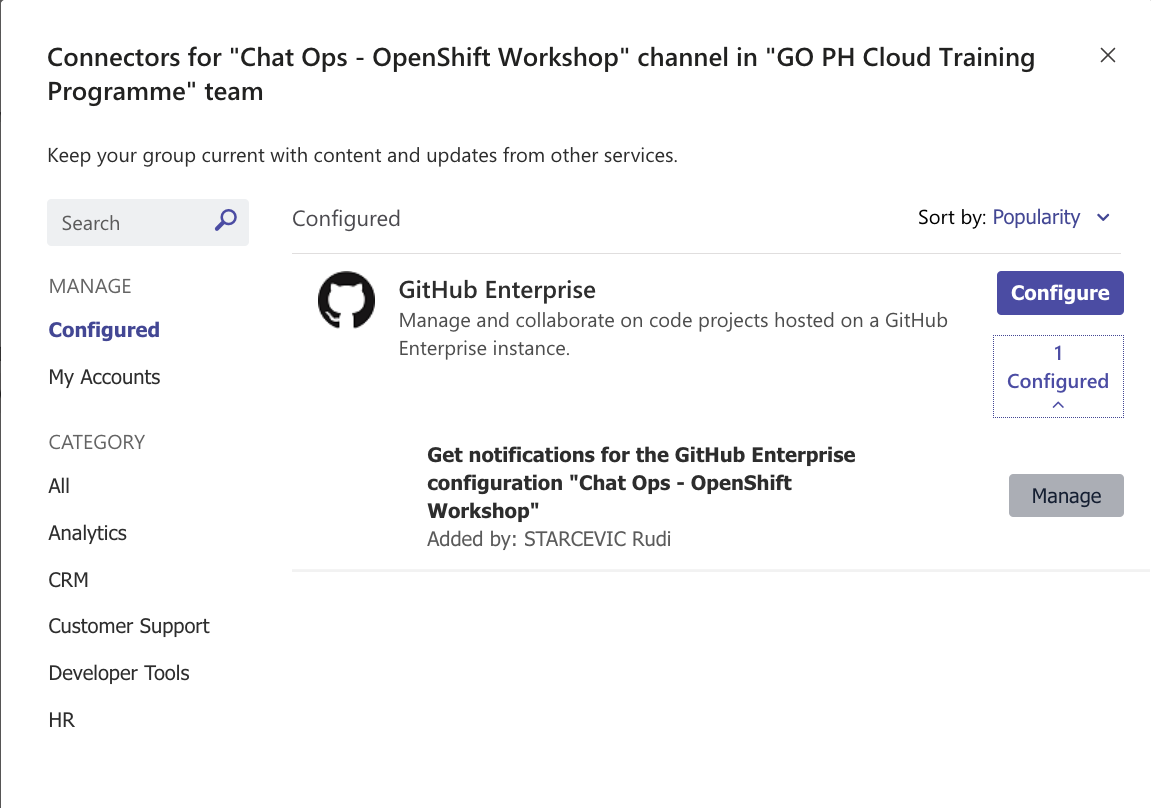 Connectors for "Chat Ops - OpenShift Workshop" channel in "GO PH Cloud Training
Programme" team
Keep your group current with content and updates from other services.
Search
MANAGE
Configured
My Accounts
CATEGORY
All
Analytics
CRM
Customer Support
Developer Tools
HR
Configured
Sort by: Popularity
GitHub Enterprise
Manage and collaborate on code projects hosted on a GitHub
Enterprise instance.
Configure
1
Configured
Get notifications for the GitHub Enterprise
configuration "Chat Ops - OpenShift
Workshop"
Added by: STARCEVIC Rudi
Manage